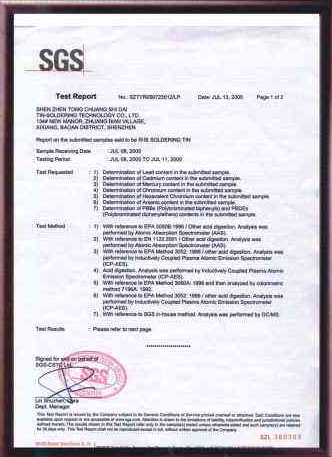 SGS
Test Report
No.: SZTYR050723612/LP
Date: JUL 12, 2005
Page 1 of 2
SHEN ZHEN TONG CHUANG SHI DAI
TIN-SOLDERING TECHNOLOGY CO., LTD.
104# NEW MANOR, ZHUANG BIAN VILLAGE,
XIXIANG, BAOAN DISTRICT, SHENZHEN
Report on the submitted samples said to be SOLDERING TIN
Sample Receiving Date : JUL 08, 2005
Testing Period : JUL 08, 2005 TO JUL 11, 2005
Test Requested : 1) Determination of Lead content in the submitted sample.
2) Determination of Cadmium content in the submitted sample.
3) Determination of Mercury content in the submitted sample.
4) Determination of Chromium content in the submitted sample.
5) Determination of Hexavalent Chromium content in the submitted sample.
6) Determination of Arsenic content in the submitted sample.
7) Determination of PBBs (Polybrominated biphenyls) and PBDEs
(Polybrominated diphenylethers) contents in the submitted sample.
Test Method : 1) With reference to EPA Method 3050B: 1996 / Other acid digestion. Analysis was
performed by Atomic Absorption Spectrometer (AAS).
2) With reference to EN 1122:2001 / Other acid digestion. Analysis was
performed by Atomic Absorption Spectrometer (AAS).
3) With reference to EPA Method 3052: 1996 / other acid digestion. Analysis was
performed by Inductively Coupled Plasma Atomic Emission Spectrometer
(ICP-AES).
4) Acid digestion. Analysis was performed by Inductively Coupled Plasma Atomic
Emission Spectrometer (ICP-AES).
5) With reference to EPA Method 3060A: 1996 and then analyzed by colorimetric
method 7196A: 1992.
6) With reference to EPA Method 3052: 1996 / other acid digestion. Analysis was
performed by Inductively Coupled Plasma Atomic Emission Spectrometer
(ICP-AES).
7) With reference to SGS in-house method. Analysis was performed by GC/MS.
Test Results : Please refer to next page.
Signed for and on behalf of
SGS-CSTC Ltd.
SGS
Dept. Manager
SZL 380309